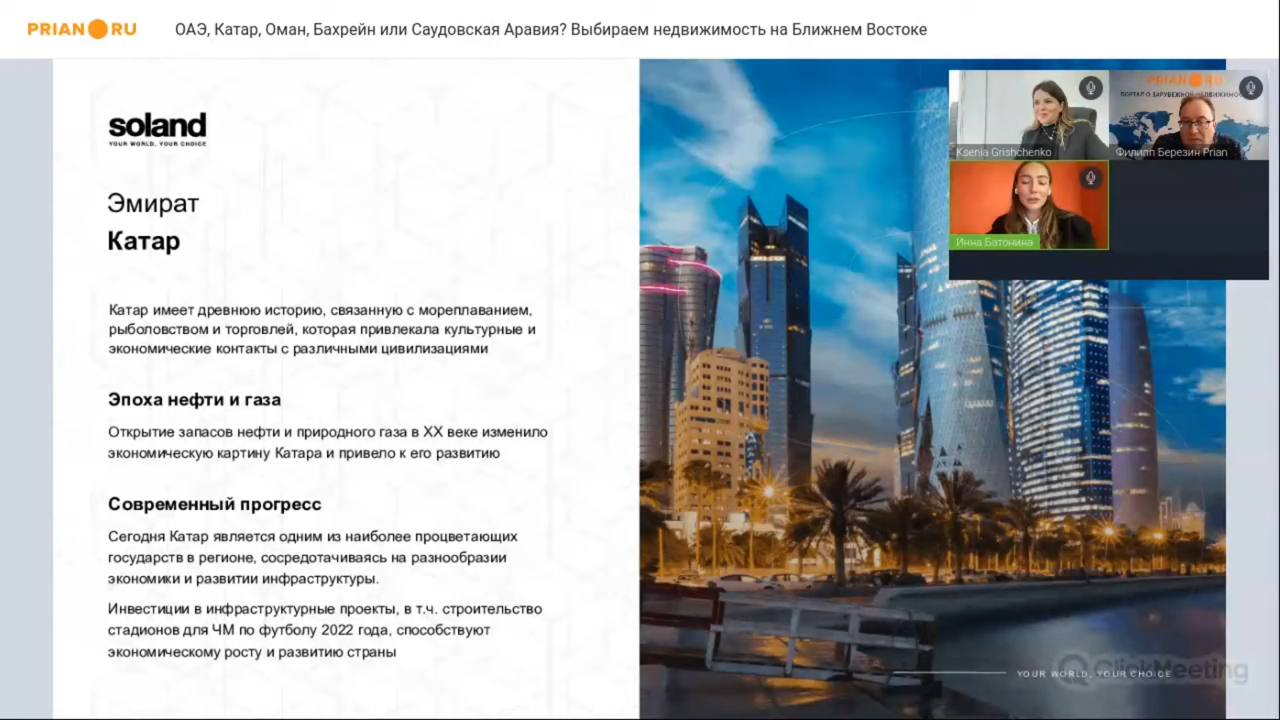 PRIAN RU
ОАЭ, Катар, Оман, Бахрейн или Саудовская Аравия? Выбираем недвижимость на Ближнем Востоке
soland
YOUR WORLD, YOUR CHOICE
Эмират
Катар
Катар имеет древнюю историю, связанную с мореплаванием,
рыболовством и торговлей, которая привлекала культурные и
экономические контакты с различными цивилизациями
Эпоха нефти и газа
Открытие запасов нефти и природного газа в XX веке изменило
экономическую картину Катара и привело к его развитию
Современный прогресс
Сегодня Катар является одним из наиболее процветающих
государств в регионе, сосредотачиваясь на разнообразии
экономики и развитии инфраструктуры.
Инвестиции в инфраструктурные проекты, в т.ч. строительство
стадионов для ЧМ по футболу 2022 года, способствуют
экономическому росту и развитию страны
PRIAN RU
ПОРТАЛ О ЗАРУБЕЖНОЙ НЕДВИЖИМОС
Ksenia Grishchenko
Филипп Березин Prian
Инна Батонина
YOUR WORLD, YOUR CHOICE
ClickMeeting